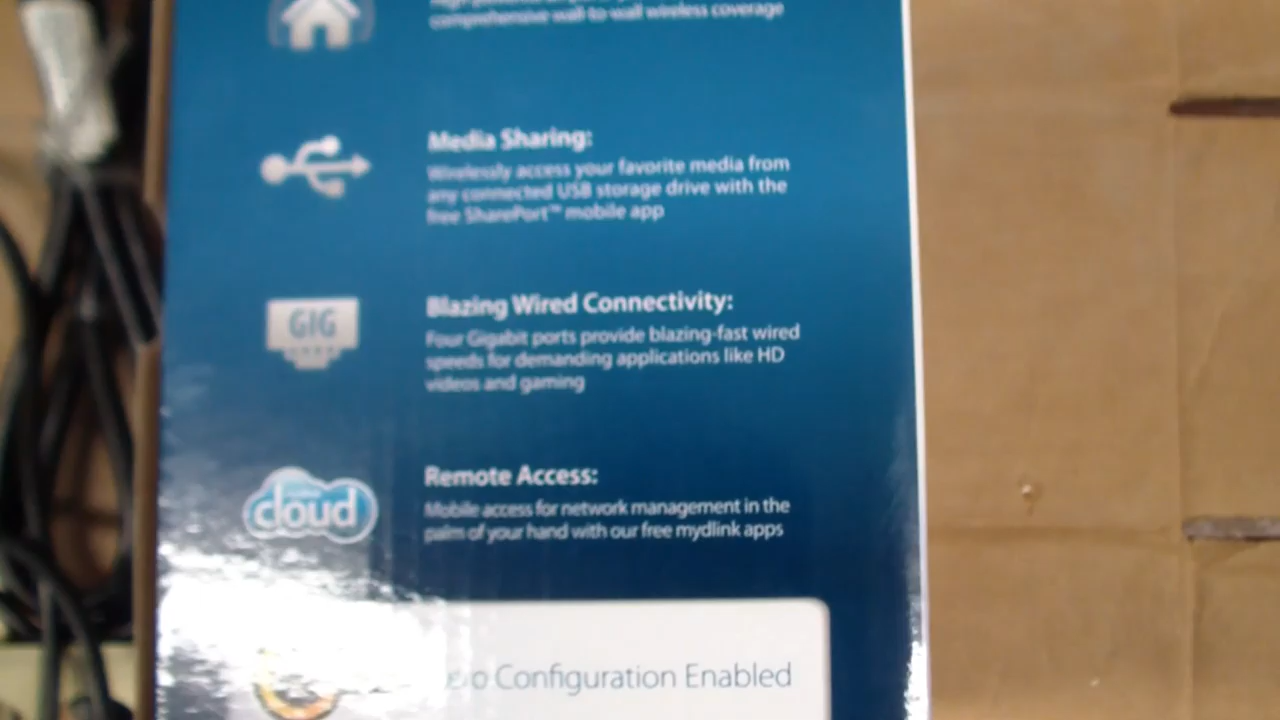 comprehensive wall-to-wall wireless coverage
Media Sharing:
Wirelessly access your favorite media from
any connected USB storage drive with the
free SharePort™ mobile app
GIG
Blazing Wired Connectivity:
Four Gigabit ports provide blazing-fast wired
speeds for demanding applications like HD
videos and gaming
cloud
Remote Access:
Mobile access for network management in the
palm of your hand with our free mydlink apps
Configuration Enabled